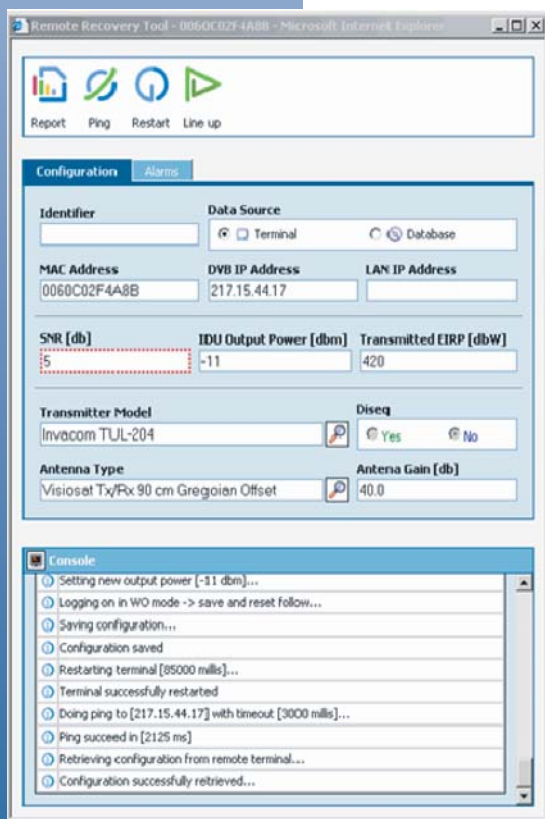 Remote Recovery Tool - 0060C02F4A8B - Microsoft Internet Explorer
Report Ping Restart Line up
Configuration Alarms
Identifier Data Source
Terminal Database
MAC Address DVB IP Address LAN IP Address
0060C02F4A8B 217.15.44.17
SNR [db] IDU Output Power [dbm] Transmitted EIRP [dbW]
5 -11 420
Transmitter Model Diseq
Invacom TUL-204 Yes No
Antenna Type Antena Gain [db]
Visiosat Tx/Rx 90 cm Gregoian Offset 40.0
Console
Setting new output power [-11 dbm]...
Logging on in WO mode -> save and reset follow...
Saving configuration...
Configuration saved
Restarting terminal [85000 millis]...
Terminal successfully restarted
Doing ping to [217.15.44.17] with timeout [3000 millis]...
Ping succeed in [2125 ms]
Retrieving configuration from remote terminal...
Configuration successfully retrieved...